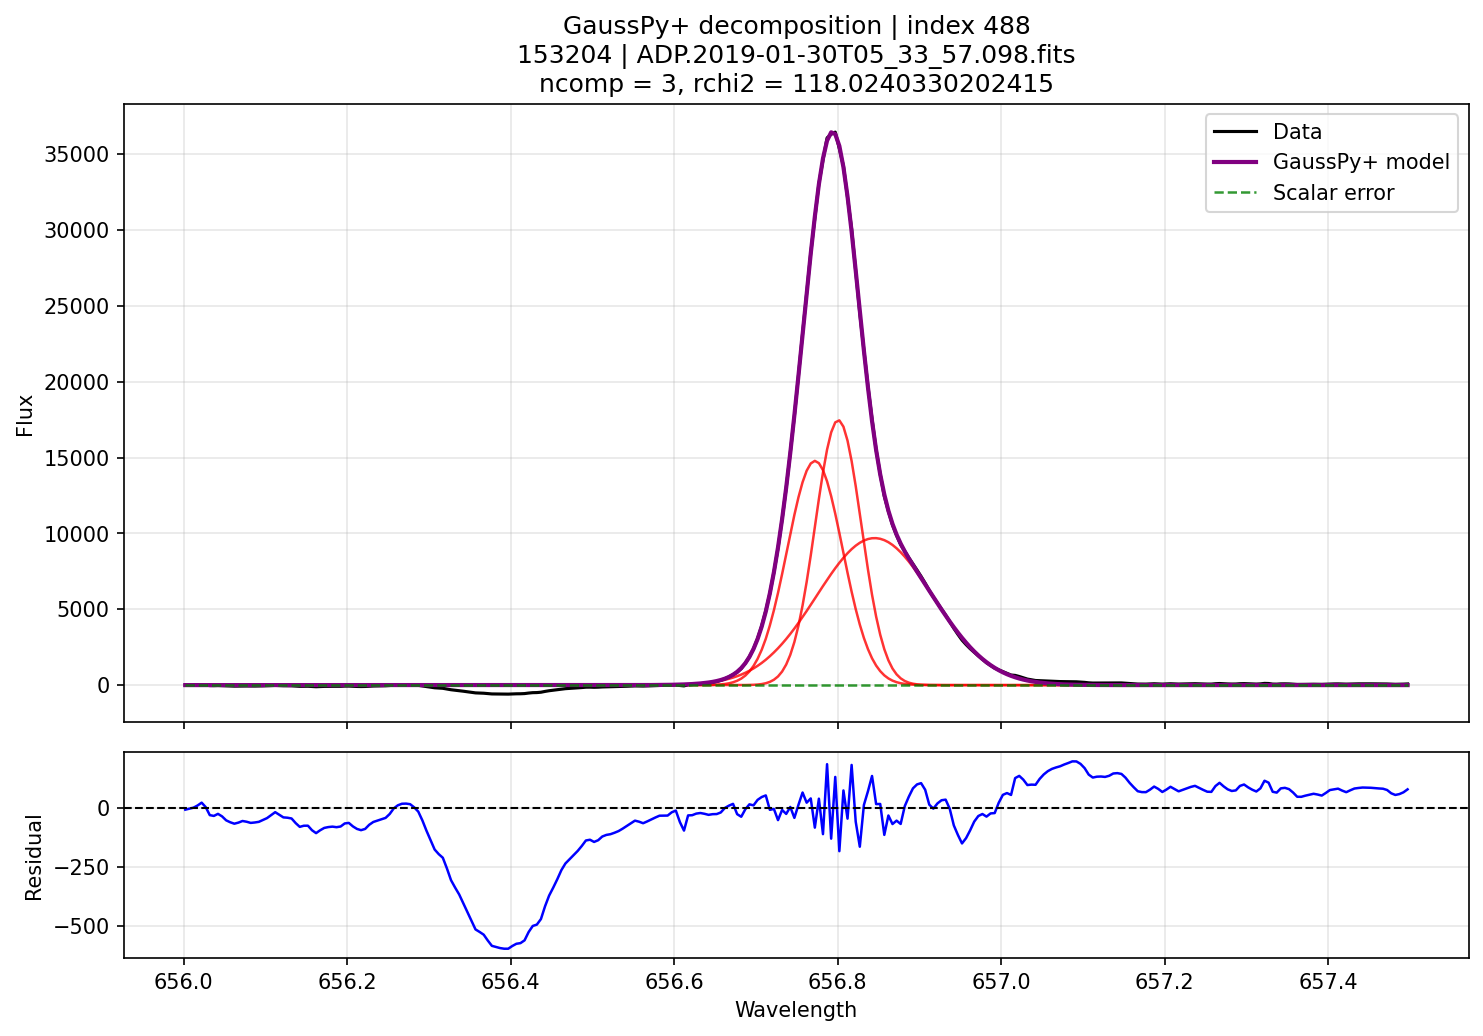 GaussPy+ decomposition | index 488
153204 | ADP.2019-01-30T05_33_57.098.fits
ncomp = 3, rchi2 = 118.0240330202415
Data
GaussPy+ model
Scalar error
Flux
35000
30000
25000
20000
15000
10000
5000
0
Residual
0
−250
−500
656.0
656.2
656.4
656.6
656.8
657.0
657.2
657.4
Wavelength